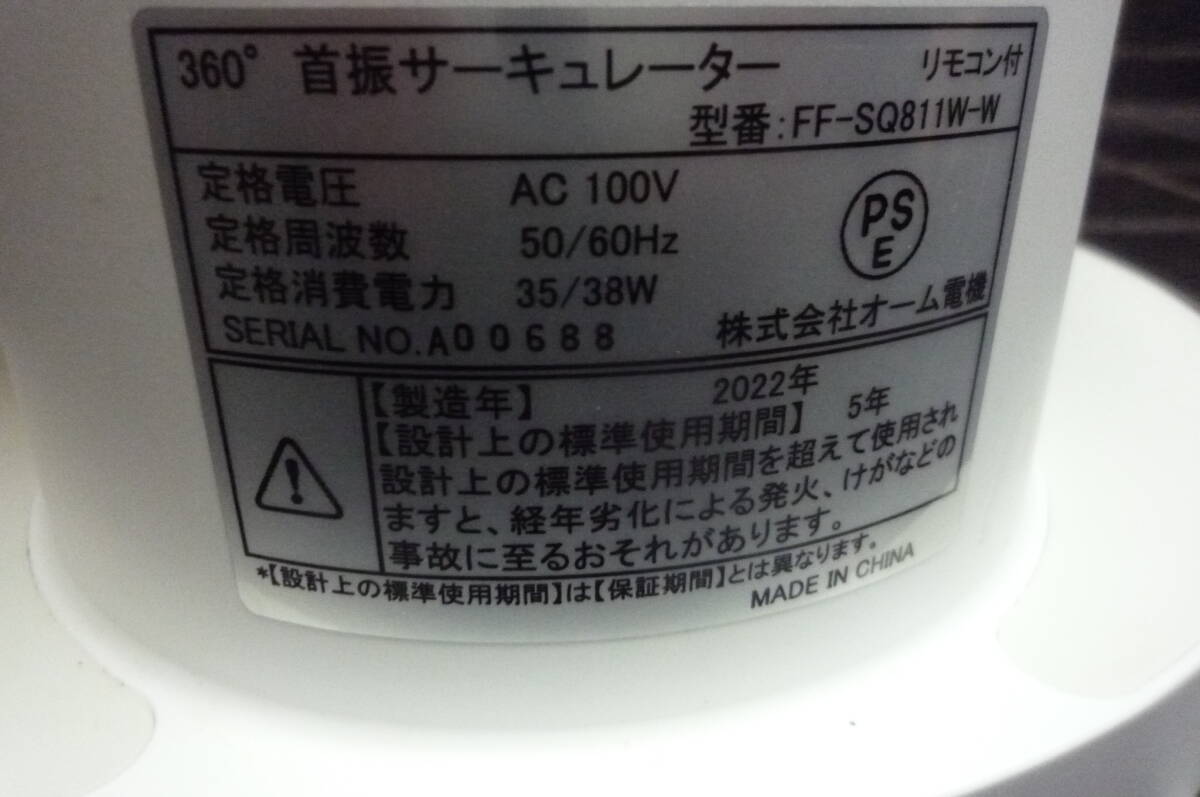 360° 首振サーキュレーター リモコン付
型番:FF-SQ811W-W
定格電圧 AC 100V
定格周波数 50/60Hz
定格消費電力 35/38W
PS
E
SERIAL NO.A00688
株式会社オーム電機
【製造年】 2022年
【設計上の標準使用期間】 5年
設計上の標準使用期間を超えて使用され
ますと、経年劣化による発火、けがなどの
事故に至るおそれがあります。
*【設計上の標準使用期間】は【保証期間】とは異なります。
MADE IN CHINA